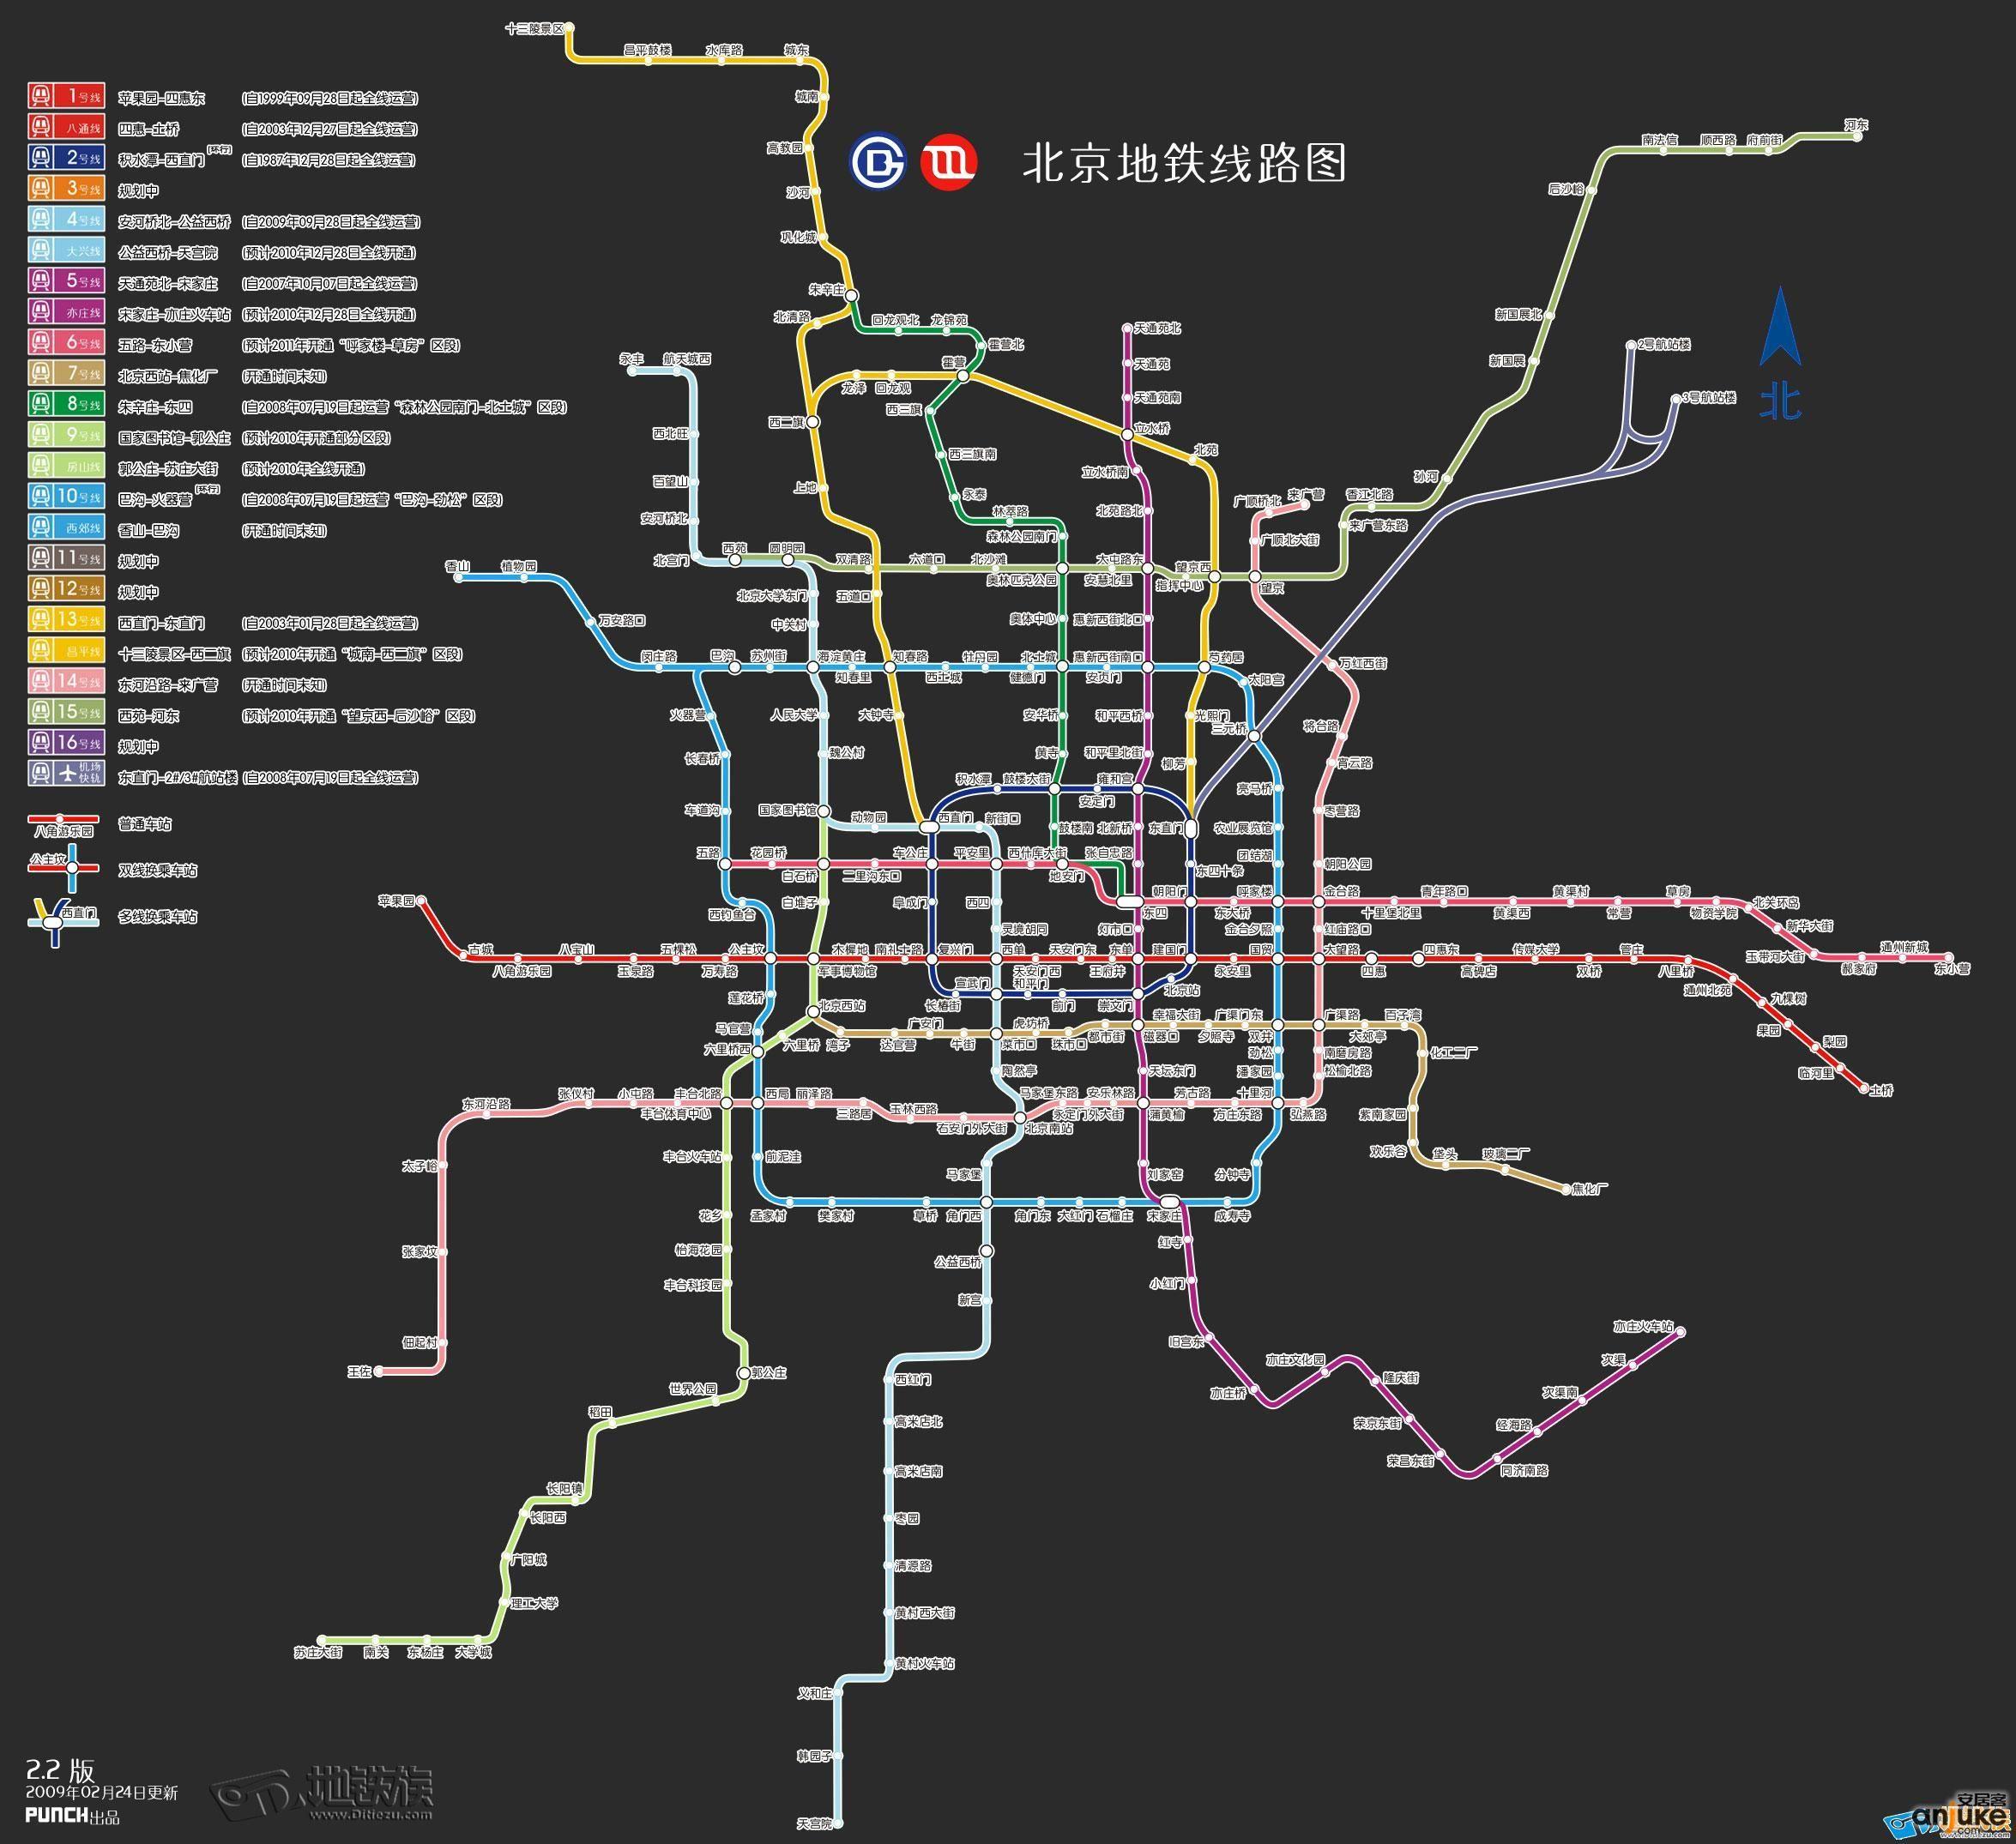 北京地铁线路图
1号线 苹果园-四惠东 (自1999年09月28日起全线运营)
八通线 四惠-土桥 (自2003年12月27日起全线运营)
2号线 积水潭-西直门 (环行) (自1987年12月28日起全线运营)
3号线 规划中
4号线 安河桥北-公益西桥 (自2009年09月28日起全线运营)
大兴线 公益西桥-天宫院 (预计2010年12月28日全线开通)
5号线 天通苑北-宋家庄 (自2007年10月07日起全线运营)
亦庄线 宋家庄-亦庄火车站 (预计2010年12月28日全线开通)
6号线 五路-东小营 (预计2011年开通“呼家楼-草房”区段)
7号线 北京西站-焦化厂 (开通时间未知)
8号线 朱辛庄-东四 (自2008年07月19日起运营“森林公园南门-北土城”区段)
9号线 国家图书馆-郭公庄 (预计2010年开通部分区段)
房山线 郭公庄-苏庄大街 (预计2010年全线开通)
10号线 巴沟-火器营 (环行) (自2008年07月19日起运营“巴沟-劲松”区段)
西郊线 香山-巴沟 (开通时间未知)
11号线 规划中
12号线 规划中
13号线 西直门-东直门 (自2003年01月28日起全线运营)
昌平线 十三陵景区-西二旗 (预计2010年开通“城南-西二旗”区段)
14号线 东河沿路-来广营 (开通时间未知)
15号线 西苑-河东 (预计2010年开通“望京西-后沙峪”区段)
16号线 规划中
机场快轨 东直门-2#/3#航站楼 (自2008年07月19日起全线运营)
八角游乐园 普通车站
公主坟 双线换乘车站
西直门 多线换乘车站
北
十三陵景区
昌平鼓楼
水库路
城东
城南
高教园
沙河
巩化城
朱辛庄
北清路
回龙观北
龙锦苑
霍营北
霍营
龙泽
回龙观
西二旗
西三旗
西三旗南
永泰
林萃路
森林公园南门
上地
永丰
航天城西
西北旺
百望山
安河桥北
北宫门
西苑
圆明园
双清路
六道口
北沙滩
奥林匹克公园
大屯路东
安慧北里
指挥中心
望京西
望京
天通苑北
天通苑
天通苑南
立水桥
立水桥南
北苑
北苑路北
广顺桥北
来广营
广顺北大街
香江北路
来广营东路
孙河
新国展
新国展北
后沙峪
南法信
顺西路
府前街
河东
2号航站楼
3号航站楼
香山
植物园
万安路口
闵庄路
巴沟
苏州街
海淀黄庄
知春里
知春路
西土城
牡丹园
健德门
北土城
安贞门
惠新西街南口
芍药居
太阳宫
三元桥
北京大学东门
中关村
五道口
奥体中心
惠新西街北口
万红西街
将台路
高云路
枣营路
朝阳公园
火器营
长春桥
车道沟
人民大学
魏公村
大钟寺
安华桥
黄寺
和平西桥
和平里北街
光熙门
柳芳
亮马桥
农业展览馆
团结湖
国家图书馆
动物园
西直门
新街口
积水潭
鼓楼大街
安定门
雍和宫
鼓楼南
北新桥
东直门
五路
花园桥
白石桥
二里沟东口
车公庄
平安里
西什库大街
地安门
张自忠路
东四十条
西钓鱼台
白堆子
阜成门
西四
灵境胡同
东四
灯市口
朝阳门
东大桥
呼家楼
金台夕照
金台路
红庙路口
十里堡北里
青年路口
黄渠西
黄渠村
常营
草房
物资学院
北关环岛
新华大街
玉带河大街
郝家府
通州新城
东小营
苹果园
古城
八角游乐园
八宝山
玉泉路
五棵松
万寿路
公主坟
军事博物馆
木樨地
南礼士路
复兴门
西单
天安门西
天安门东
王府井
东单
建国门
永安里
国贸
大望路
四惠
四惠东
高碑店
传媒大学
双桥
管庄
八里桥
通州北苑
九棵树
果园
梨园
临河里
土桥
莲花桥
北京西站
宣武门
长椿街
和平门
前门
崇文门
北京站
马官营
六里桥西
六里桥
湾子
达官营
广安门
牛街
菜市口
虎坊桥
珠市口
都市街
磁器口
幸福大街
夕照寺
广渠门东
双井
广渠路
大郊亭
百子湾
化工二厂
紫南家园
欢乐谷
垡头
玻璃二厂
焦化厂
劲松
潘家园
南磨房路
松榆北路
陶然亭
天坛东门
东河沿路
张仪村
小屯路
丰台体育中心
丰台北路
西局
丽泽路
三路居
玉林西路
右安门外大街
北京南站
马家堡东路
永定门外大街
安乐林路
蒲黄榆
芳古路
方庄东路
十里河
弘燕路
太子峪
张家坟
佃起村
王佐
丰台火车站
前泥洼
花乡
怡海花园
丰台科技园
郭公庄
孟家村
樊家村
草桥
角门西
角门东
大红门
石榴庄
宋家庄
成寿寺
分钟寺
马家堡
刘家窑
公益西桥
新宫
红寺
小红门
旧宫东
亦庄桥
亦庄文化园
隆庆街
荣京东街
荣昌东街
同济南路
经海路
次渠南
次渠
亦庄火车站
世界公园
稻田
长阳镇
长阳西
广阳城
理工大学
大学城
东杨庄
南关
苏庄大街
西红门
高米店北
高米店南
枣园
清源路
黄村西大街
黄村火车站
义和庄
韩园子
天宫院
2.2 版
2009年02月24日更新
PUNCH出品
地铁族
www.Ditiezu.com
安居客
anjuke
.com